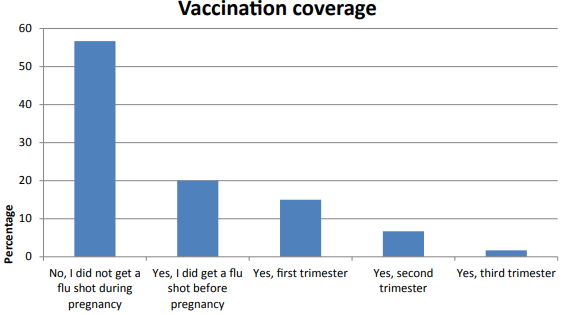 Vaccination coverage
60
50
40
30
20
10
0
Percentage
No, I did not get a
flu shot during
pregnancy
Yes, I did get a flu
shot before
pregnancy
Yes, first trimester
Yes, second
trimester
Yes, third trimester